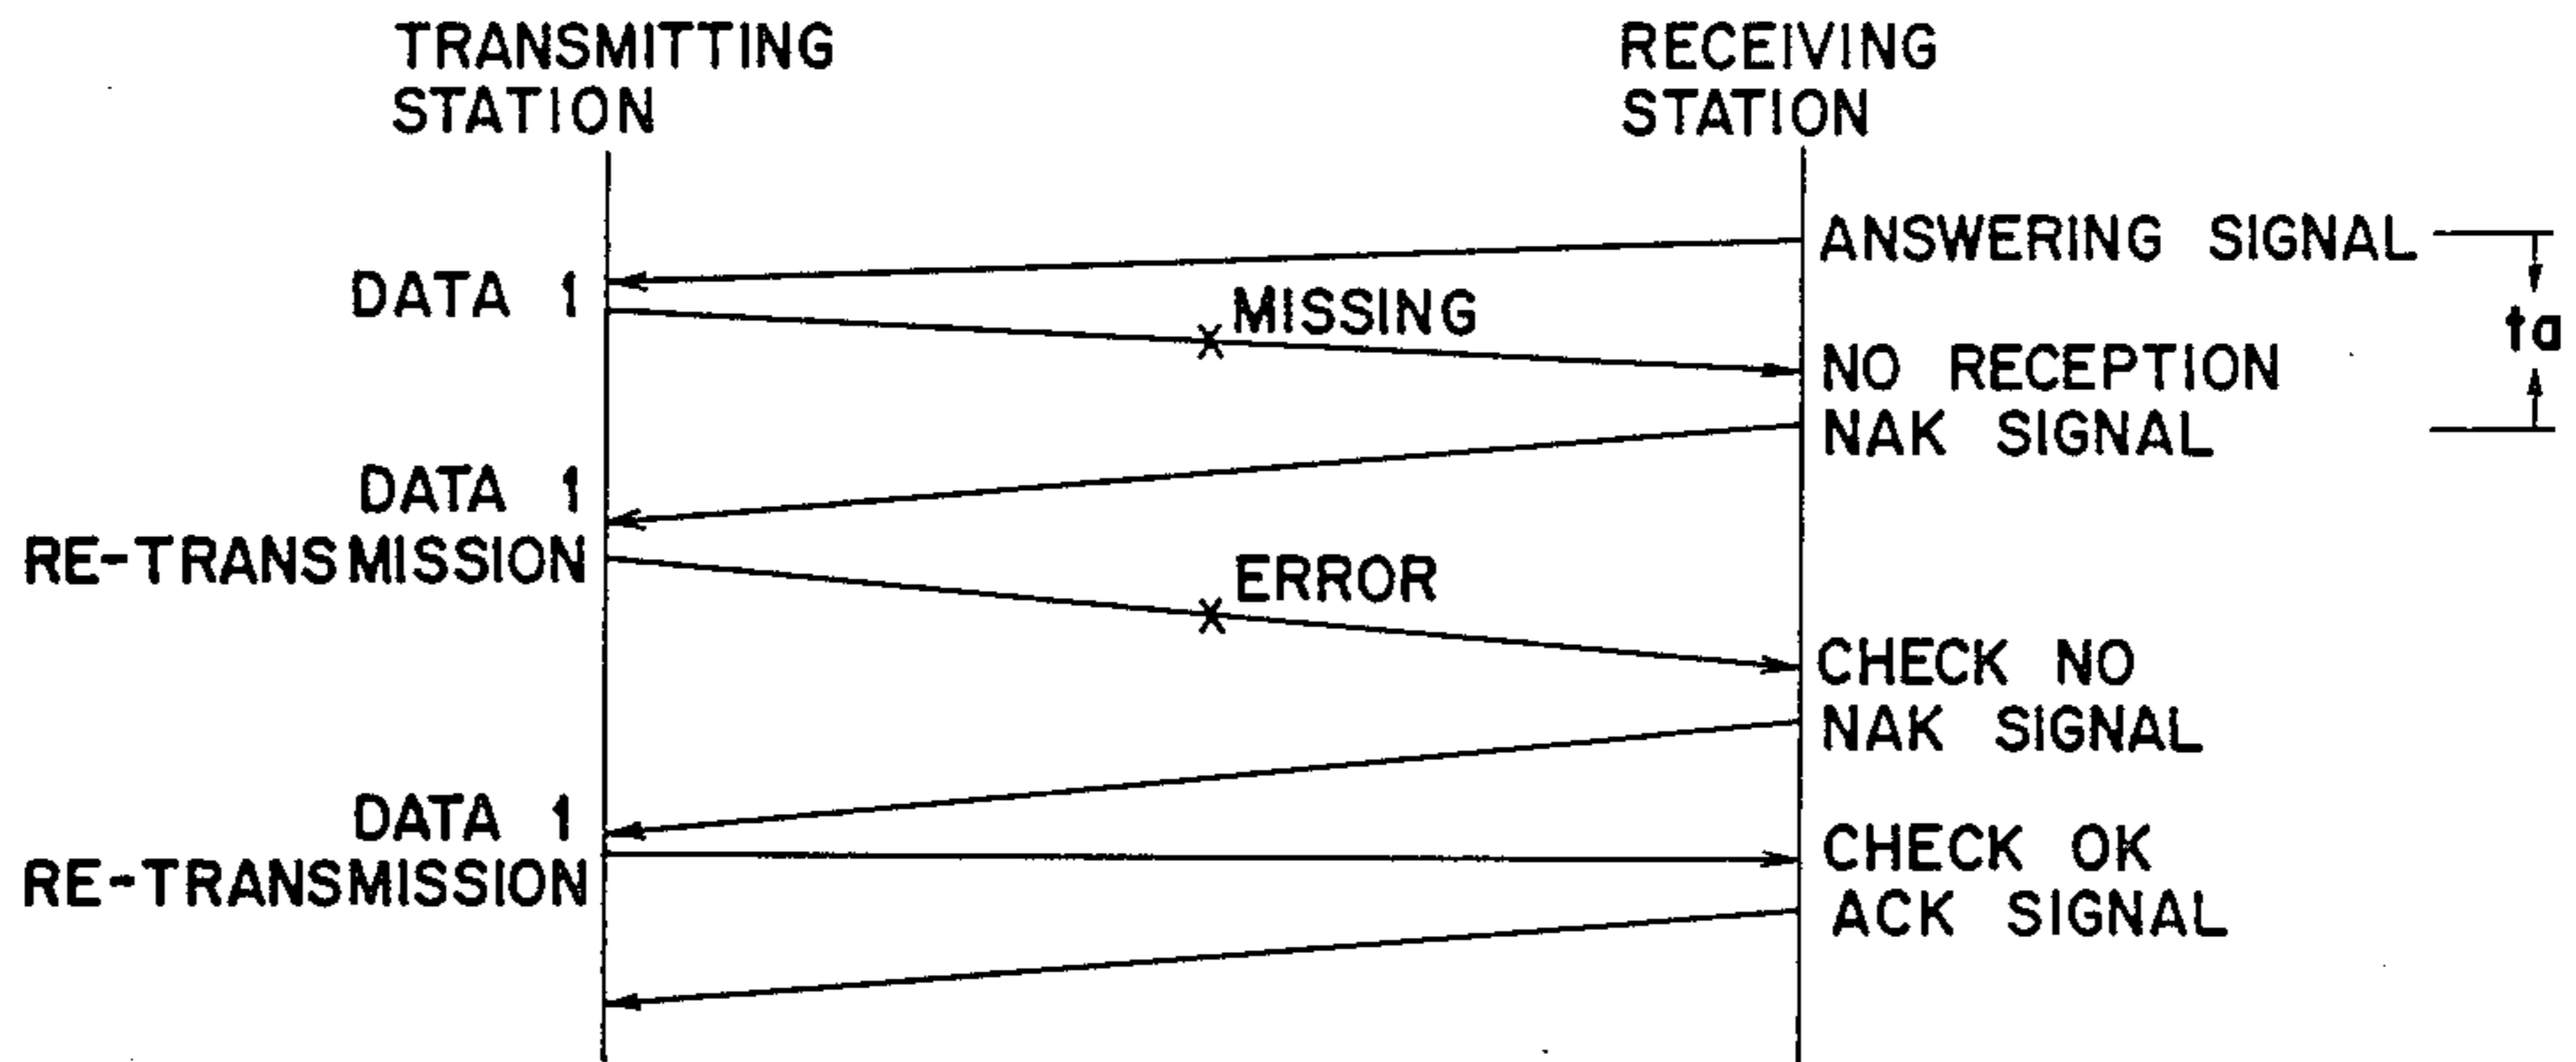 TRANSMITTING
STATION
RECEIVING
STATION
ANSWERING SIGNAL
DATA 1
MISSING
ta
NO RECEPTION
NAK SIGNAL
DATA 1
RE-TRANSMISSION
ERROR
CHECK NO
NAK SIGNAL
DATA 1
RE-TRANSMISSION
CHECK OK
ACK SIGNAL